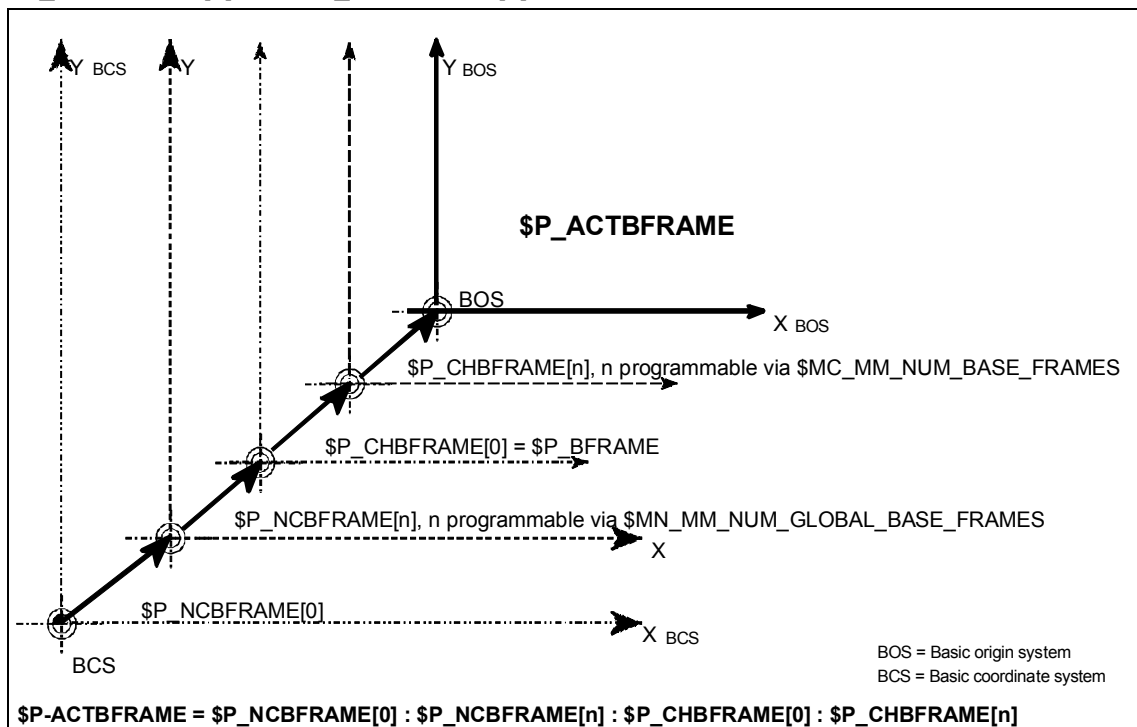 Y BCS
Y
Y BOS
$P_ACTBFRAME
BOS
X BOS
$P_CHBFRAME[n], n programmable via $MC_MM_NUM_BASE_FRAMES
$P_CHBFRAME[0] = $P_BFRAME
$P_NCBFRAME[n], n programmable via $MN_MM_NUM_GLOBAL_BASE_FRAMES
X
$P_NCBFRAME[0]
X BCS
BCS
BOS = Basic origin system
BCS = Basic coordinate system
$P-ACTBFRAME = $P_NCBFRAME[0] : $P_NCBFRAME[n] : $P_CHBFRAME[0] : $P_CHBFRAME[n]